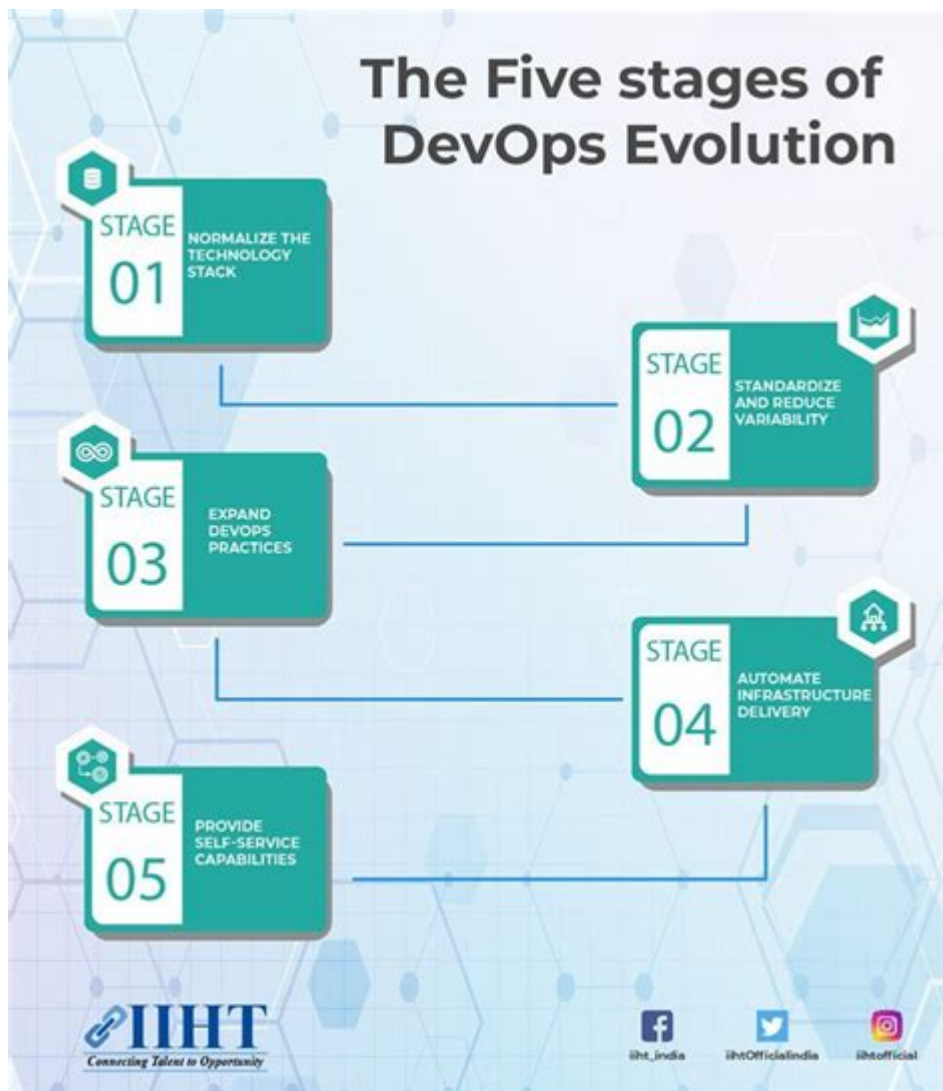 The Five stages of
DevOps Evolution
STAGE
01
NORMALIZE THE
TECHNOLOGY
STACK
STAGE
02
STANDARDIZE
AND REDUCE
VARIABILITY
STAGE
03
EXPAND
DEVOPS
PRACTICES
STAGE
04
AUTOMATE
INFRASTRUCTURE
DELIVERY
STAGE
05
PROVIDE
SELF-SERVICE
CAPABILITIES
IIHT
Connecting Talent to Opportunity
iiht_india
iihtOfficialindia
iihtofficial